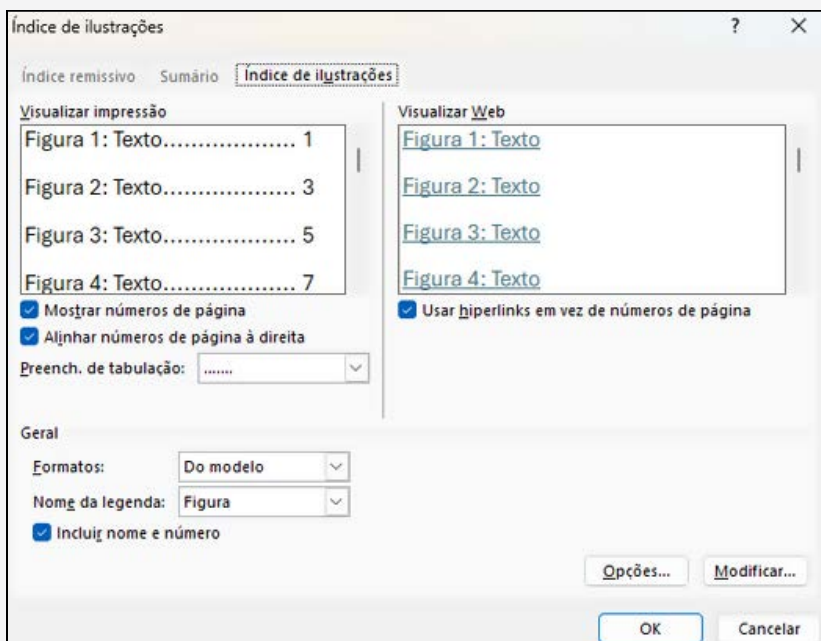 Índice de ilustrações
?
Índice remissivo Sumário Índice de ilustrações
Visualizar impressão
Figura 1: Texto.................... 1
Figura 2: Texto.................... 3
Figura 3: Texto.................... 5
Figura 4: Texto.................... 7
Mostrar números de página
Alinhar números de página à direita
Preench. de tabulação: .......
Visualizar Web
Figura 1: Texto
Figura 2: Texto
Figura 3: Texto
Figura 4: Texto
Usar hiperlinks em vez de números de página
Geral
Formatos: Do modelo
Nome da legenda: Figura
Incluir nome e número
Opções... Modificar...
OK Cancelar